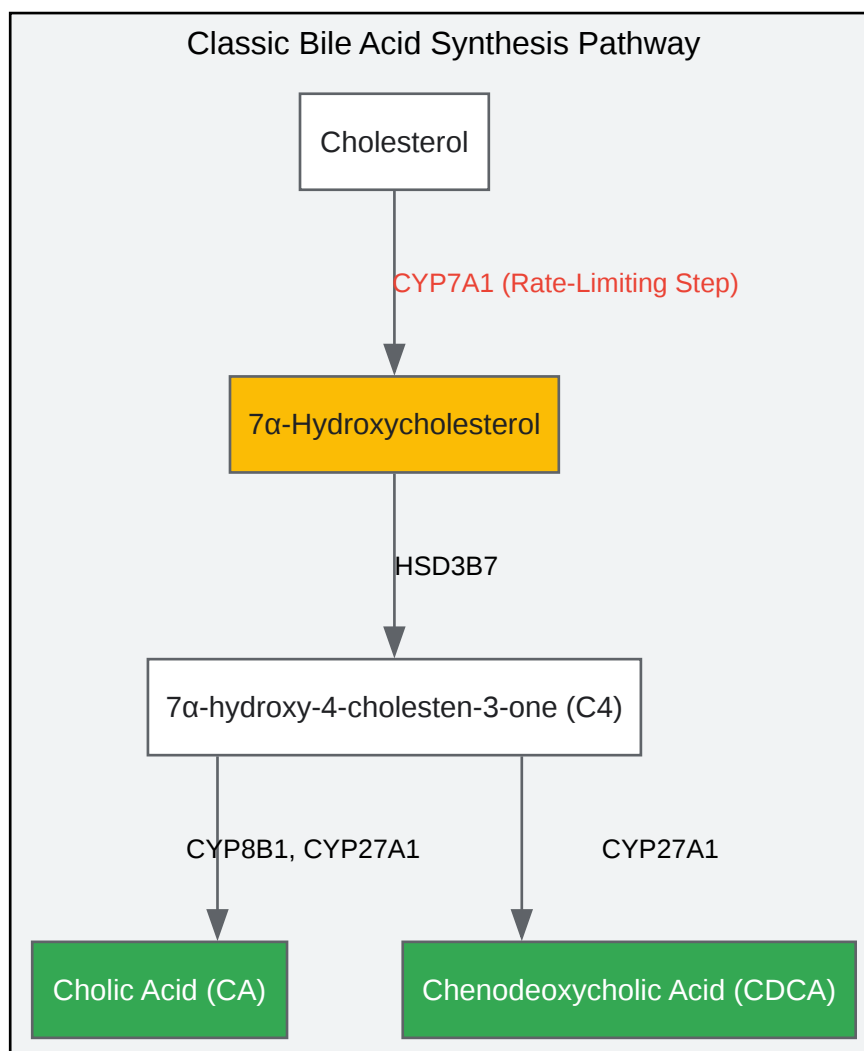 Classic Bile Acid Synthesis Pathway
Cholesterol
CYP7A1 (Rate-Limiting Step)
7α-Hydroxycholesterol
HSD3B7
7α-hydroxy-4-cholesten-3-one (C4)
CYP8B1, CYP27A1
CYP27A1
Cholic Acid (CA)
Chenodeoxycholic Acid (CDCA)